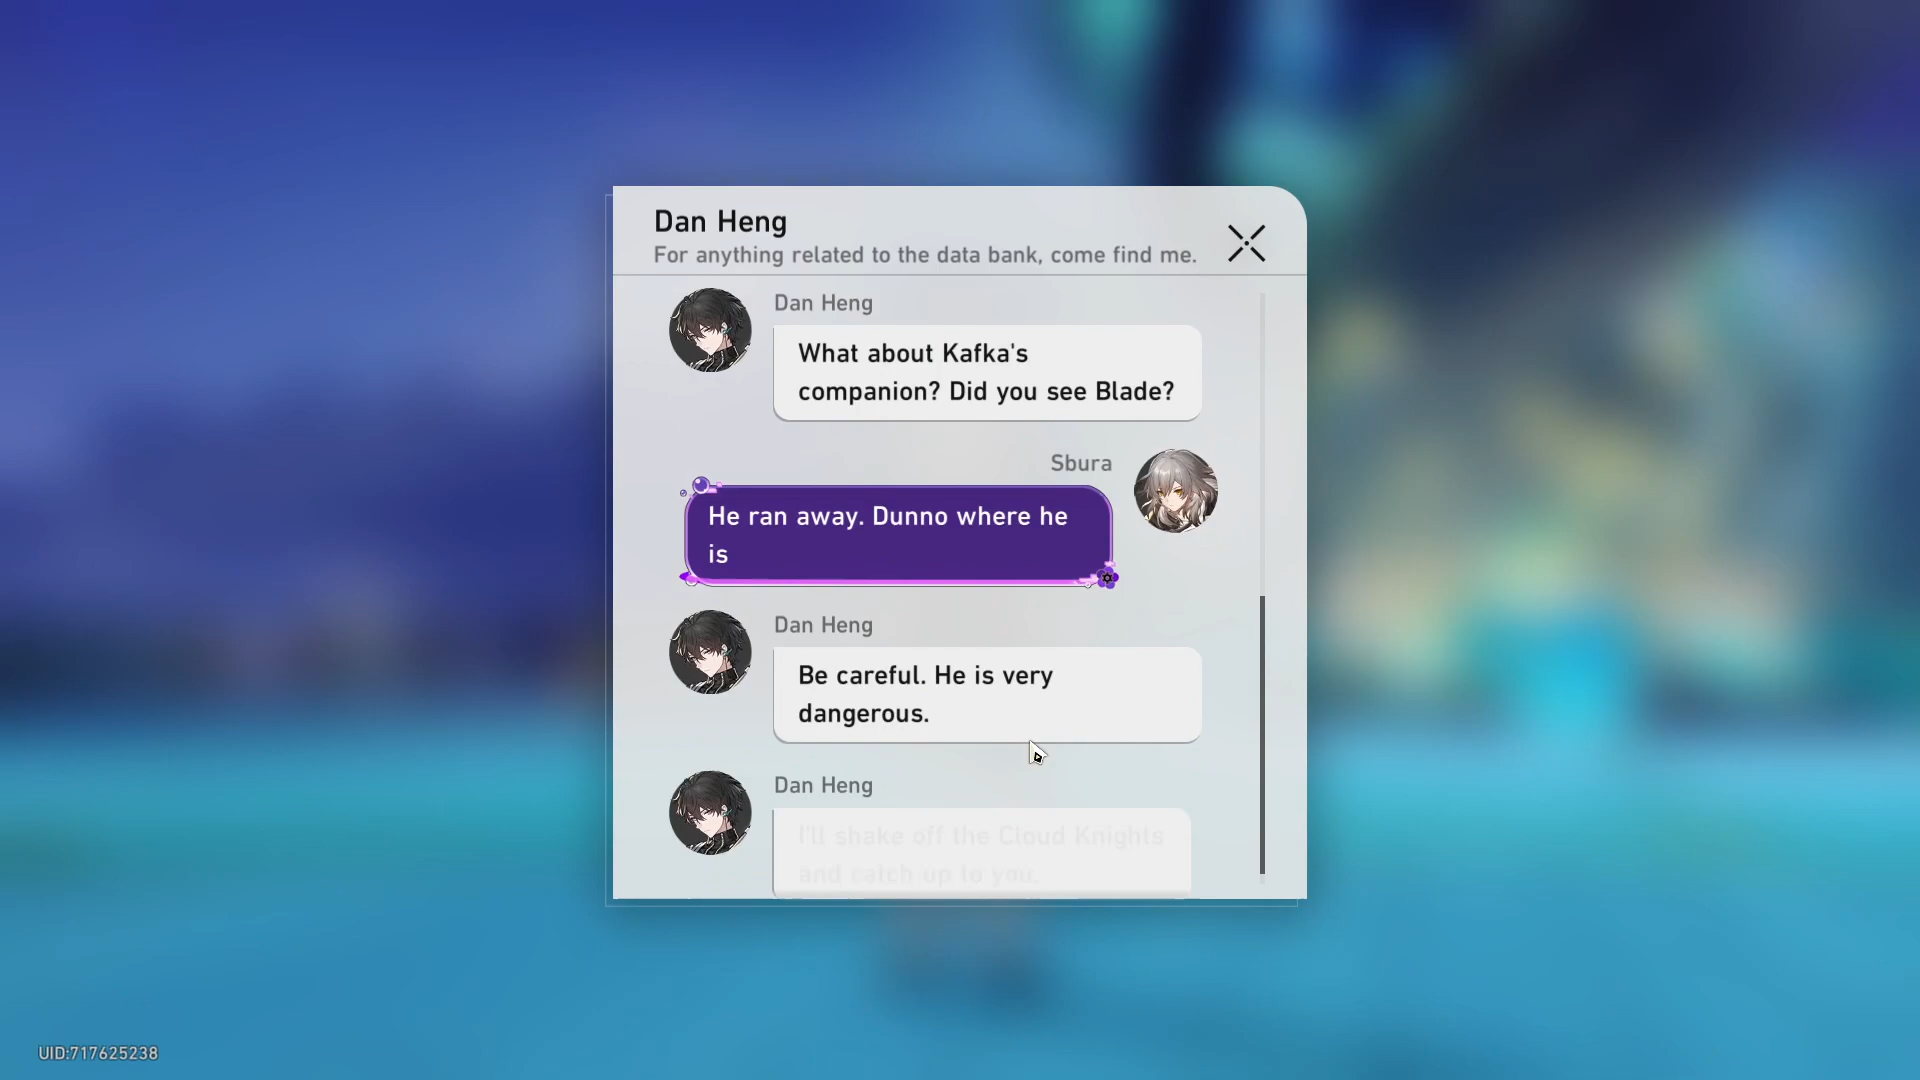 Dan Heng
For anything related to the data bank, come find me.
Dan Heng
What about Kafka's
companion? Did you see Blade?
Sbura
He ran away. Dunno where he
is
Dan Heng
Be careful. He is very
dangerous.
Dan Heng
I'll shake off the Cloud Knights
and catch up to you.
UID:717625238